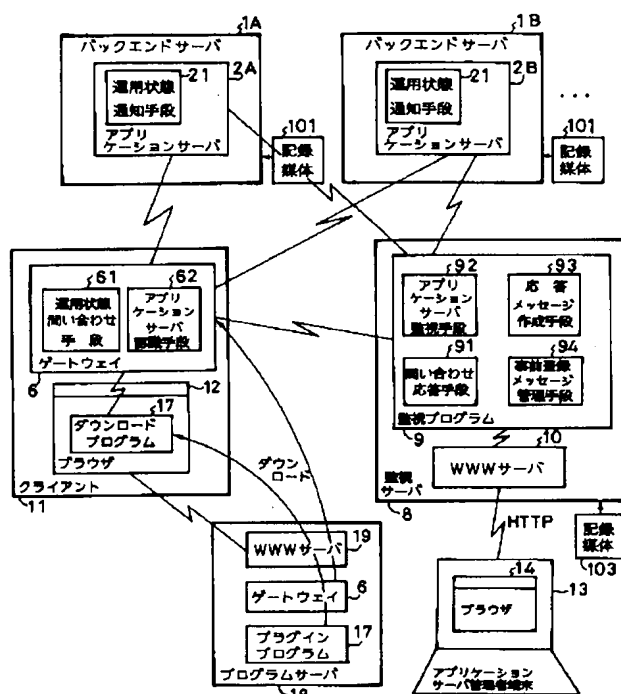 1A
バックエンドサーバ
21
2A
運用状態
通知手段
アプリ
ケーションサーバ
101
記録
媒体
1B
バックエンドサーバ
21
2B
運用状態
通知手段
アプリ
ケーションサーバ
...
101
記録
媒体
61
62
運用状態
問い合わせ
手段
アプリ
ケーション
サーバ
認識手段
ゲートウェイ
6
12
17
ダウンロード
プログラム
ブラウザ
クライアント
11
ダウン
ロード
92
93
アプリ
ケーション
サーバ
監視手段
応答
メッセージ
作成手段
91
94
問い合わせ
応答手段
事前登録
メッセージ
管理手段
監視プログラム
9
10
WWWサーバ
監視
サーバ
8
HTTP
記録
媒体
103
WWWサーバ
19
ゲートウェイ
6
プラグイン
プログラム
17
プログラムサーバ
14
13
ブラウザ
アプリケーション
サーバ管理者端末